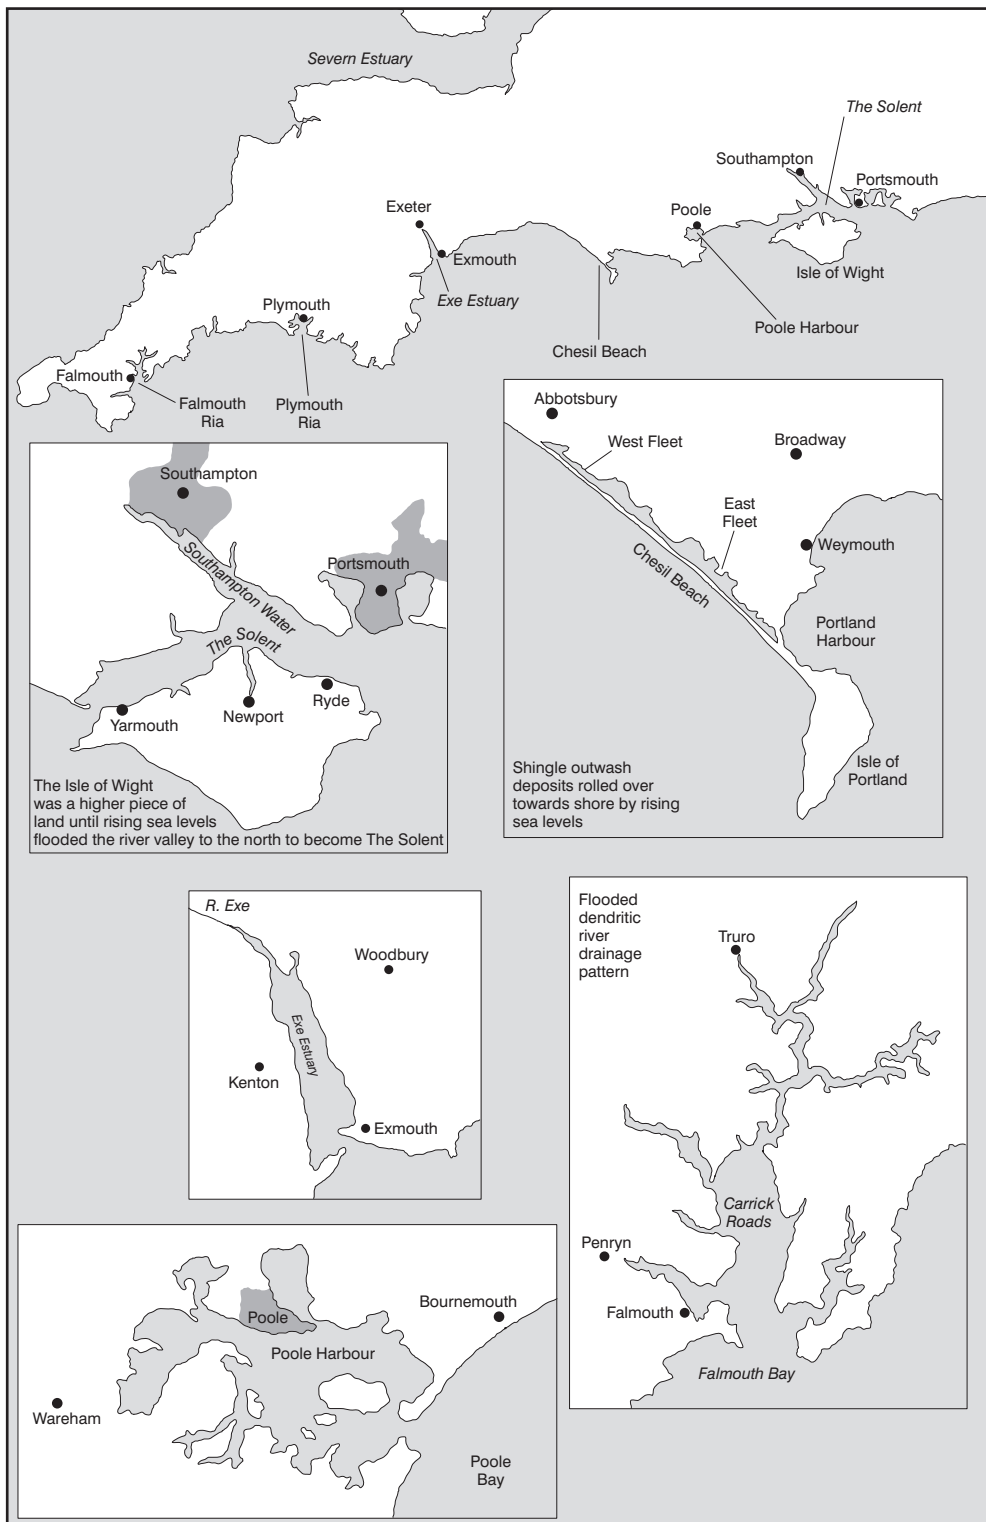 Severn Estuary
The Solent
Southampton
Portsmouth
Exeter
Poole
Exmouth
Isle of Wight
Exe Estuary
Plymouth
Poole Harbour
Chesil Beach
Falmouth
Falmouth
Ria
Plymouth
Ria
Southampton
Portsmouth
Southampton Water
The Solent
Ryde
Newport
Yarmouth
The Isle of Wight
was a higher piece of
land until rising sea levels
flooded the river valley to the north to become The Solent
Abbotsbury
West Fleet
Broadway
East
Fleet
Weymouth
Chesil Beach
Portland
Harbour
Isle of
Portland
Shingle outwash
deposits rolled over
towards shore by rising
sea levels
R. Exe
Woodbury
Exe Estuary
Kenton
Exmouth
Flooded
dendritic
river
drainage
pattern
Truro
Carrick
Roads
Penryn
Falmouth
Falmouth Bay
Bournemouth
Poole
Poole Harbour
Wareham
Poole
Bay